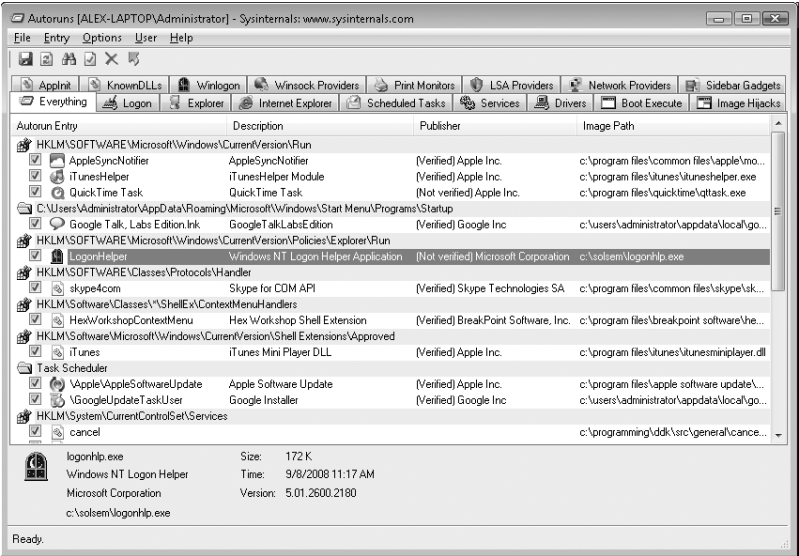 Autoruns [ALEX-LAPTOP\Administrator] - Sysinternals: www.sysinternals.com
File Entry Options User Help
AppInit KnownDLLs Winlogon Winsock Providers Print Monitors LSA Providers Network Providers Sidebar Gadgets
Everything Logon Explorer Internet Explorer Scheduled Tasks Services Drivers Boot Execute Image Hijacks
Autorun Entry Description Publisher Image Path
HKLM\SOFTWARE\Microsoft\Windows\CurrentVersion\Run
AppleSyncNotifier AppleSyncNotifier (Verified) Apple Inc. c:\program files\common files\apple\mo...
iTunesHelper iTunesHelper Module (Verified) Apple Inc. c:\program files\itunes\ituneshelper.exe
QuickTime Task QuickTime Task (Not verified) Apple Inc. c:\program files\quicktime\qttask.exe
C:\Users\Administrator\AppData\Roaming\Microsoft\Windows\Start Menu\Programs\Startup
Google Talk, Labs Edition.lnk GoogleTalkLabsEdition (Verified) Google Inc c:\users\administrator\appdata\local\go...
HKLM\SOFTWARE\Microsoft\Windows\CurrentVersion\Policies\Explorer\Run
LogonHelper Windows NT Logon Helper Application (Not verified) Microsoft Corporation c:\solsem\logonhlp.exe
HKLM\SOFTWARE\Classes\Protocols\Handler
skype4com Skype for COM API (Verified) Skype Technologies SA c:\program files\common files\skype\sk...
HKLM\Software\Classes\*\ShellEx\ContextMenuHandlers
HexWorkshopContextMenu Hex Workshop Shell Extension (Verified) BreakPoint Software, Inc. c:\program files\breakpoint software\he...
HKLM\Software\Microsoft\Windows\CurrentVersion\Shell Extensions\Approved
iTunes iTunes Mini Player DLL (Verified) Apple Inc. c:\program files\itunes\itunesminiplayer.dll
Task Scheduler
\Apple\AppleSoftwareUpdate Apple Software Update (Verified) Apple Inc. c:\program files\apple software update\...
\GoogleUpdateTaskUser Google Installer (Verified) Google Inc c:\users\administrator\appdata\local\go...
HKLM\System\CurrentControlSet\Services
cancel c:\programming\ddk\src\general\cance...
logonhlp.exe Size: 172 K
Windows NT Logon Helper Time: 9/8/2008 11:17 AM
Microsoft Corporation Version: 5.01.2600.2180
c:\solsem\logonhlp.exe
Ready.